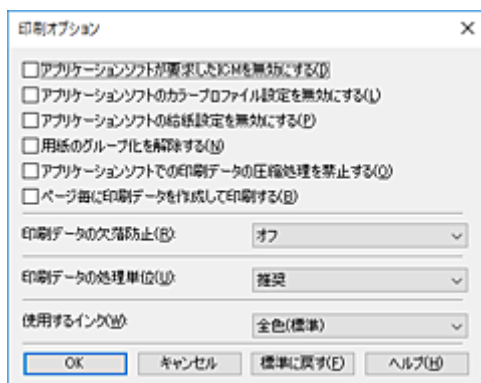 印刷オプション
アプリケーションソフトが要求したICMを無効にする(I)
アプリケーションソフトのカラープロファイル設定を無効にする(L)
アプリケーションソフトの給紙設定を無効にする(P)
用紙のグループ化を解除する(N)
アプリケーションソフトでの印刷データの圧縮処理を禁止する(O)
ページ毎に印刷データを作成して印刷する(B)
印刷データの欠落防止(R): オフ
印刷データの処理単位(U): 推奨
使用するインク(W): 全色(標準)
OK キャンセル 標準に戻す(F) ヘルプ(H)